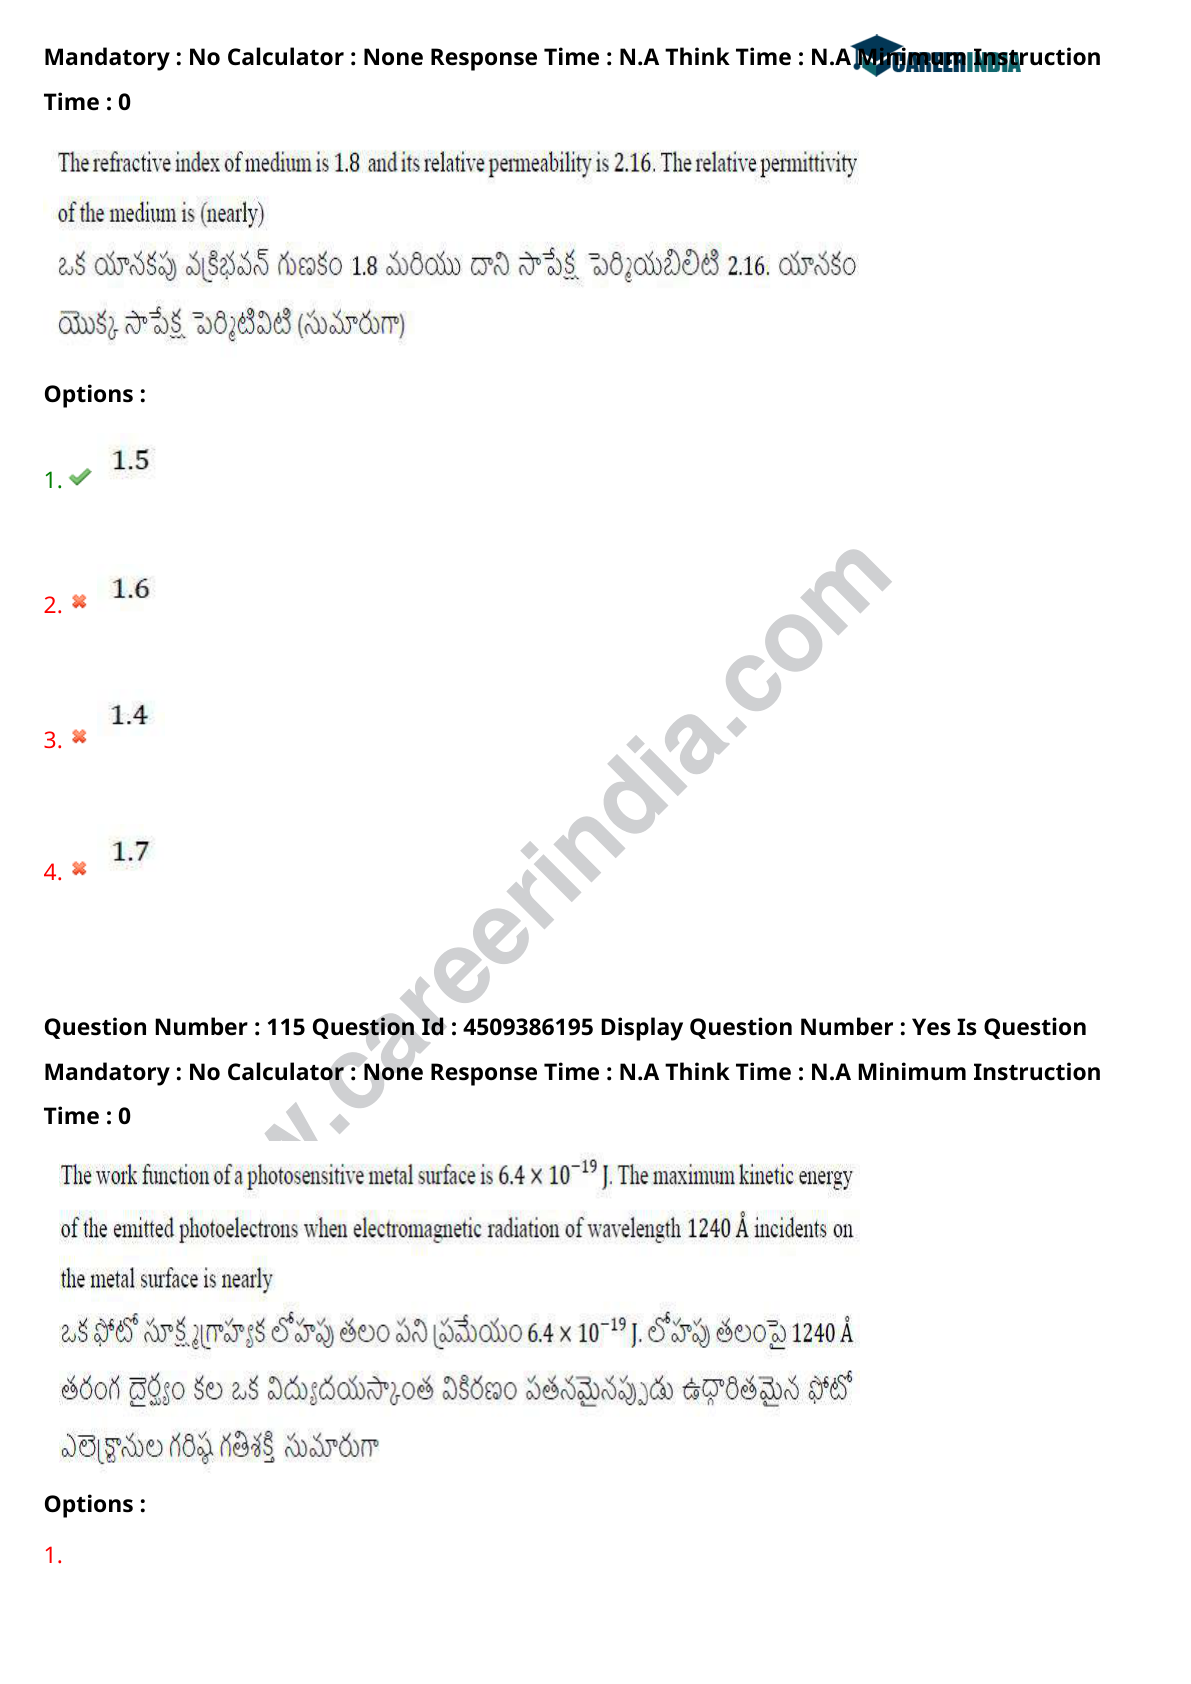 Mandatory : No Calculator : None Response Time : N.A Think Time : N.A Minimum Instruction
CAREERINDIA
Time : 0
The refractive index of medium is 1.8 and its relative permeability is 2.16. The relative permittivity
of the medium is (nearly)
ఒక యానకపు వక్రీభవన్ గుణకం 1.8 మరియు దాని సాపేక్ష పెర్మియబిలిటి 2.16. యానకం
యొక్క సాపేక్ష పెర్మిటివిటి (సుమారుగా)
Options :
1. 1.5
2. 1.6
3. 1.4
4. 1.7
w.careerindia.com
Question Number : 115 Question Id : 4509386195 Display Question Number : Yes Is Question
Mandatory : No Calculator : None Response Time : N.A Think Time : N.A Minimum Instruction
Time : 0
The work function of a photosensitive metal surface is 6.4 × 10⁻¹⁹ J. The maximum kinetic energy
of the emitted photoelectrons when electromagnetic radiation of wavelength 1240 Å incidents on
the metal surface is nearly
ఒక ఫోటో సూక్ష్మగ్రాహ్యక లోహపు తలం పని ప్రమేయం 6.4 × 10⁻¹⁹ J. లోహపు తలంపై 1240 Å
తరంగ దైర్ఘ్యం కల ఒక విద్యుదయస్కాంత వికిరణం పతనమైనప్పుడు ఉద్గారితమైన ఫోటో
ఎలెక్ట్రానుల గరిష్ఠ గతిశక్తి సుమారుగా
Options :
1.